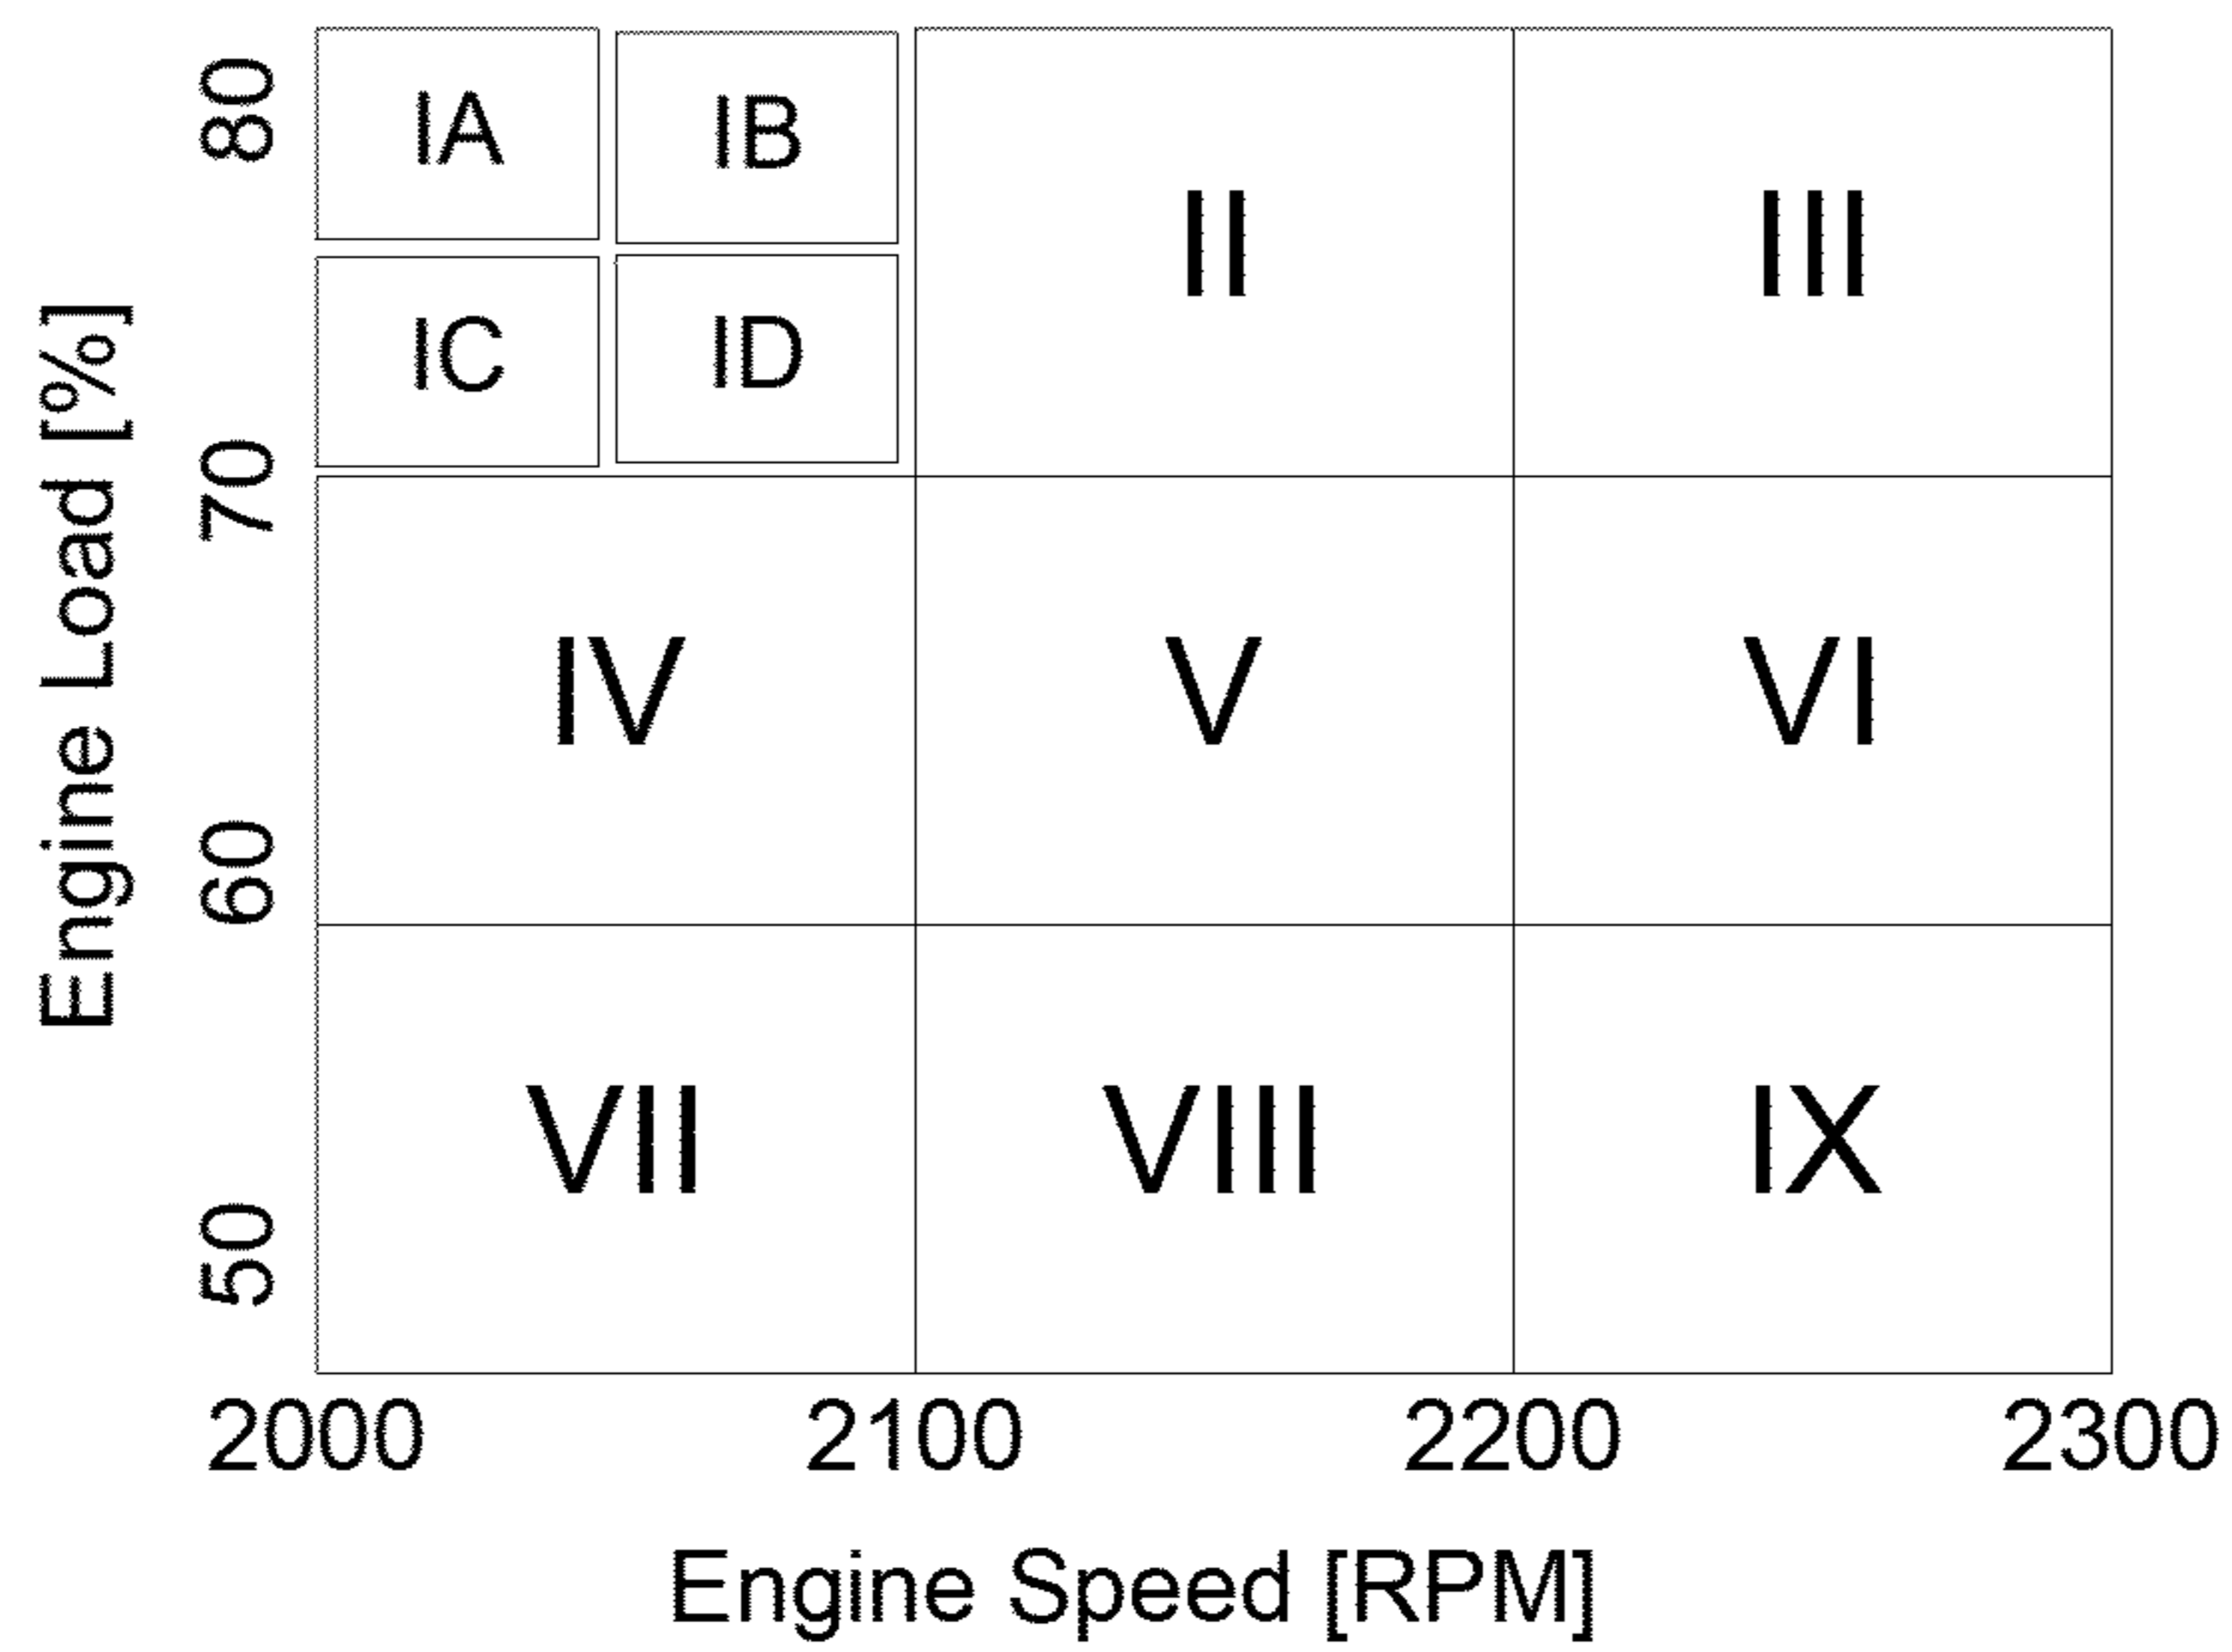 80
IA
IB
II
III
IC
ID
70
Engine Load [%]
IV
V
VI
60
VII
VIII
IX
50
2000 2100 2200 2300
Engine Speed [RPM]